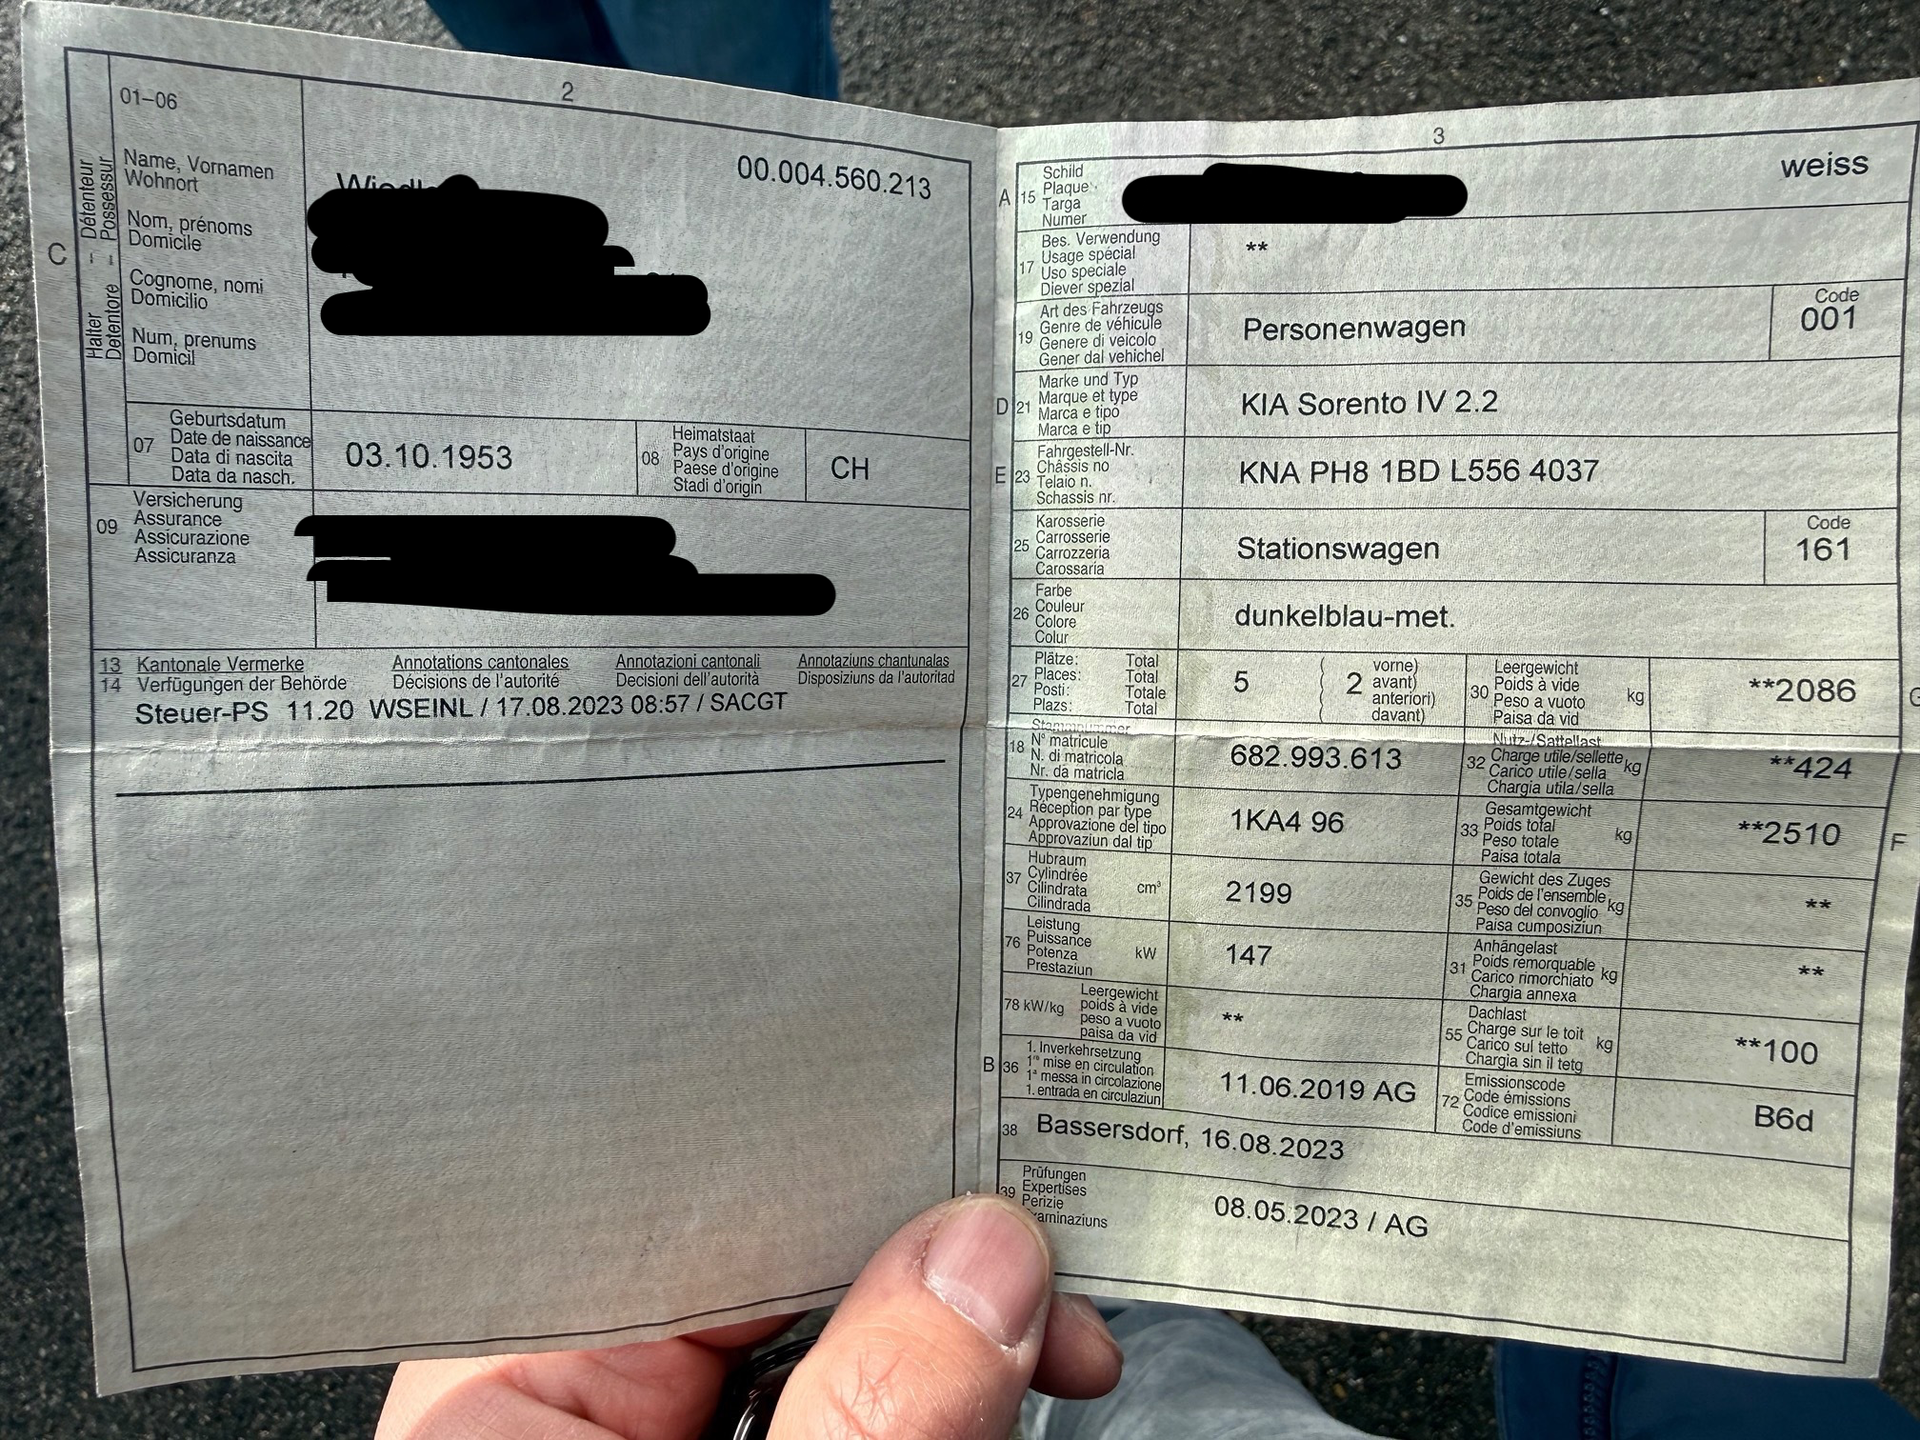 2
01–06
00.004.560.213
C
Halter – Détenteur
Detentore – Possessur
Name, Vornamen
Wohnort
Nom, prénoms
Domicile
Cognome, nomi
Domicilio
Num, prenums
Domicil
07
Geburtsdatum
Date de naissance
Data di nascita
Data da nasch.
03.10.1953
08
Heimatstaat
Pays d'origine
Paese d'origine
Stadi d'origin
CH
09
Versicherung
Assurance
Assicurazione
Assicuranza
13 Kantonale Vermerke Annotations cantonales Annotazioni cantonali Annotaziuns chantunalas
14 Verfügungen der Behörde Décisions de l'autorité Decisioni dell'autorità Disposiziuns da l'autoritad
Steuer-PS 11.20 WSEINL / 17.08.2023 08:57 / SACGT
3
A
15
Schild
Plaque
Targa
Numer
weiss
17
Bes. Verwendung
Usage spécial
Uso speciale
Diever spezial
**
19
Art des Fahrzeugs
Genre de véhicule
Genere di veicolo
Gener dal vehichel
Personenwagen
Code
001
D
21
Marke und Typ
Marque et type
Marca e tipo
Marca e tip
KIA Sorento IV 2.2
E
23
Fahrgestell-Nr.
Châssis no
Telaio n.
Schassis nr.
KNA PH8 1BD L556 4037
25
Karosserie
Carrosserie
Carrozzeria
Carossaria
Stationswagen
Code
161
26
Farbe
Couleur
Colore
Colur
dunkelblau-met.
27
Plätze: Total
Places: Total
Posti: Totale
Plazs: Total
5
( 2
vorne)
avant)
anteriori)
davant)
30
Leergewicht
Poids à vide
Peso a vuoto
Paisa da vid
kg
**2086
G
18
Stammnummer
N° matricule
N. di matricola
Nr. da matricla
682.993.613
32
Nutz-/Sattellast
Charge utile/sellette
Carico utile/sella
Chargia utila/sella
kg
**424
24
Typengenehmigung
Réception par type
Approvazione del tipo
Approvaziun dal tip
1KA4 96
33
Gesamtgewicht
Poids total
Peso totale
Paisa totala
kg
**2510
F
37
Hubraum
Cylindrée
Cilindrata
Cilindrada
cm³
2199
35
Gewicht des Zuges
Poids de l'ensemble
Peso del convoglio
Paisa cumposiziun
kg
**
76
Leistung
Puissance
Potenza
Prestaziun
kW
147
31
Anhängelast
Poids remorquable
Carico rimorchiato
Chargia annexa
kg
**
78 kW/kg
Leergewicht
poids à vide
peso a vuoto
paisa da vid
**
55
Dachlast
Charge sur le toit
Carico sul tetto
Chargia sin il tetg
kg
**100
B
36
1. Inverkehrsetzung
1re mise en circulation
1a messa in circolazione
1. entrada en circulaziun
11.06.2019 AG
72
Emissionscode
Code émissions
Codice emissioni
Code d'emissiuns
B6d
38
Bassersdorf, 16.08.2023
39
Prüfungen
Expertises
Perizie
08.05.2023 / AG